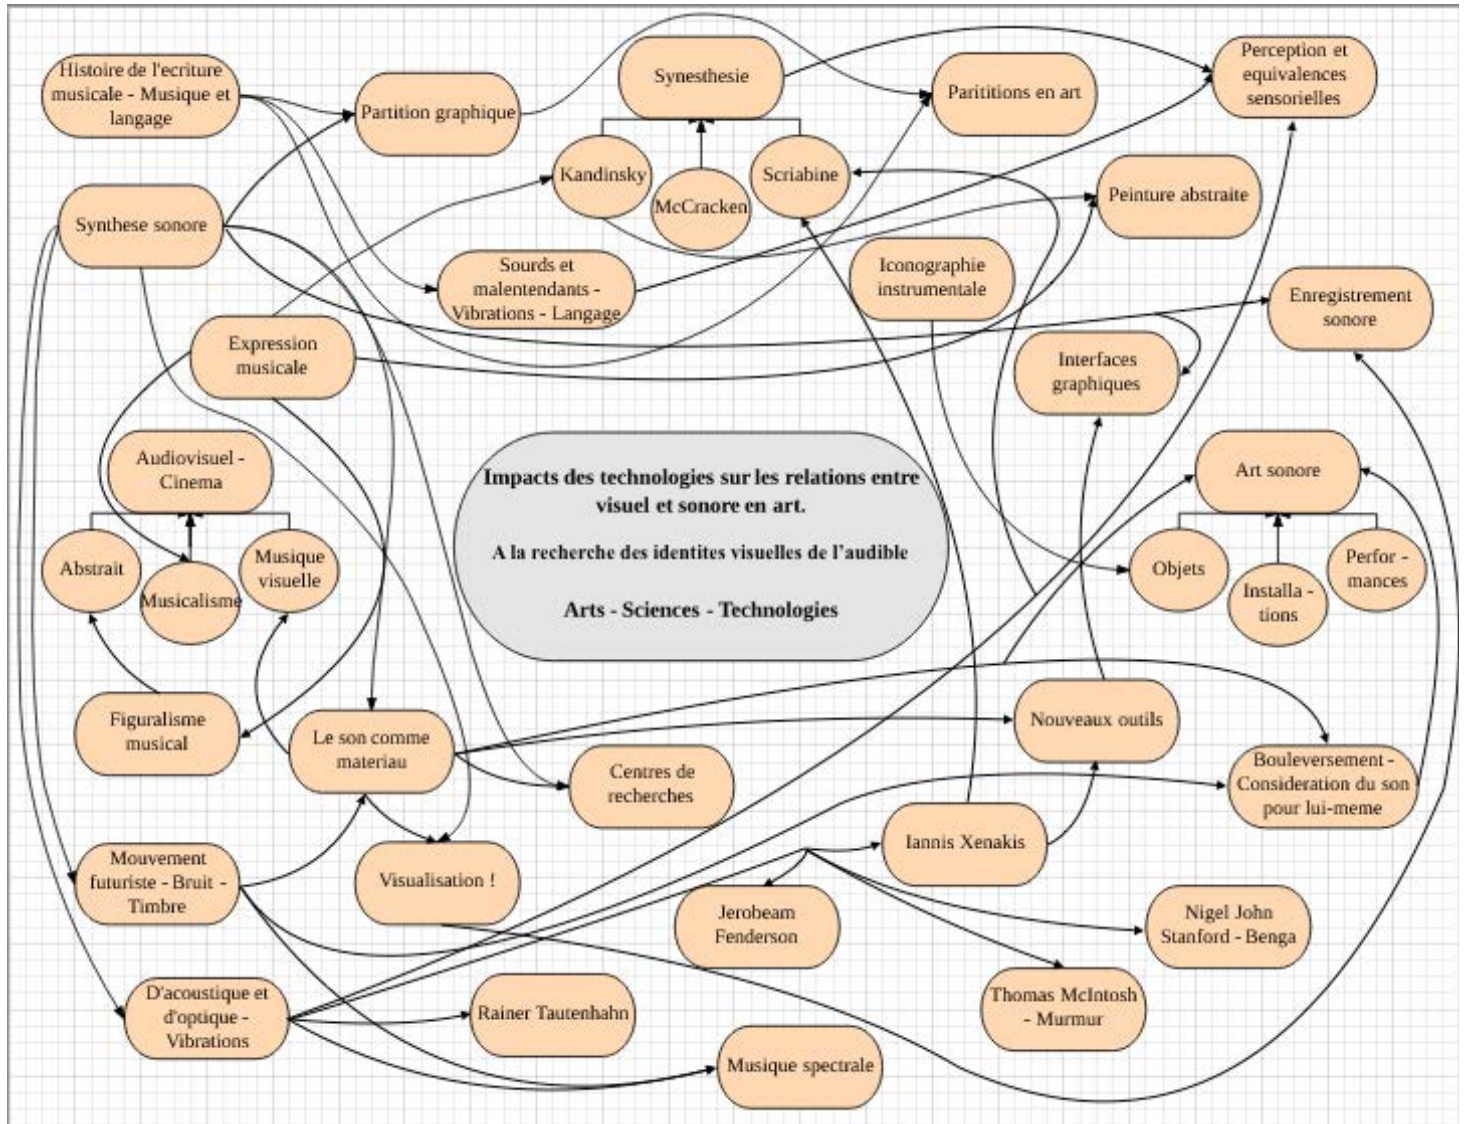 Histoire de l'ecriture
musicale - Musique et
langage
Partition graphique
Synesthesie
Parititions en art
Perception et
equivalences
sensorielles
Kandinsky
McCracken
Scriabine
Peinture abstraite
Synthese sonore
Sourds et
malentendants -
Vibrations - Langage
Iconographie
instrumentale
Enregistrement
sonore
Expression
musicale
Interfaces
graphiques
Audiovisuel -
Cinema
Abstrait
Musicalisme
Musique
visuelle
Impacts des technologies sur les relations entre
visuel et sonore en art.
A la recherche des identites visuelles de l’audible
Arts - Sciences - Technologies
Art sonore
Objets
Installa -
tions
Perfor -
mances
Figuralisme
musical
Le son comme
materiau
Centres de
recherches
Nouveaux outils
Bouleversement -
Consideration du son
pour lui-meme
Mouvement
futuriste - Bruit -
Timbre
Visualisation !
Iannis Xenakis
Jerobeam
Fenderson
Nigel John
Stanford - Benga
D'acoustique et
d'optique -
Vibrations
Rainer Tautenhahn
Thomas McIntosh
- Murmur
Musique spectrale